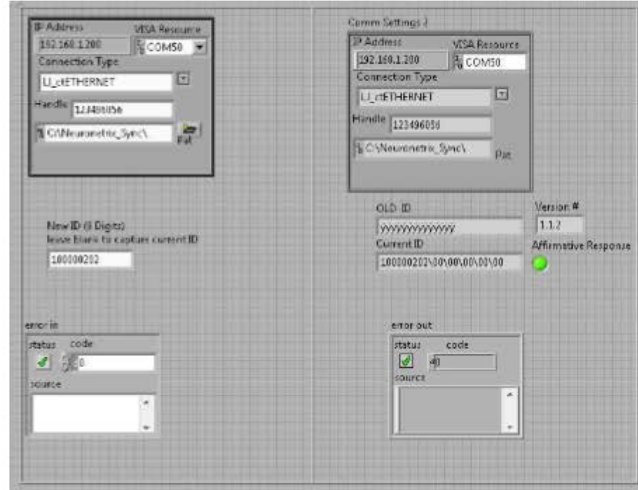 IP Address VISA Resource
192.168.1.200 COM50
Connection Type
LJ_ctETHERNET
Handle 123496056
C:\Neurometrix_Sync\
Pat
New ID (9 Digits)
leave blank to capture current ID
100000202
error in
status code
0
source
Comm Settings 2
IP Address VISA Resource
192.168.1.200 COM50
Connection Type
LJ_ctETHERNET
Handle 123496056
C:\Neurometrix_Sync\
Pat
OLD ID Version #
1.1.2
Current ID Affirmative Response
100000202\00\00\00\00\00
error out
status code
source